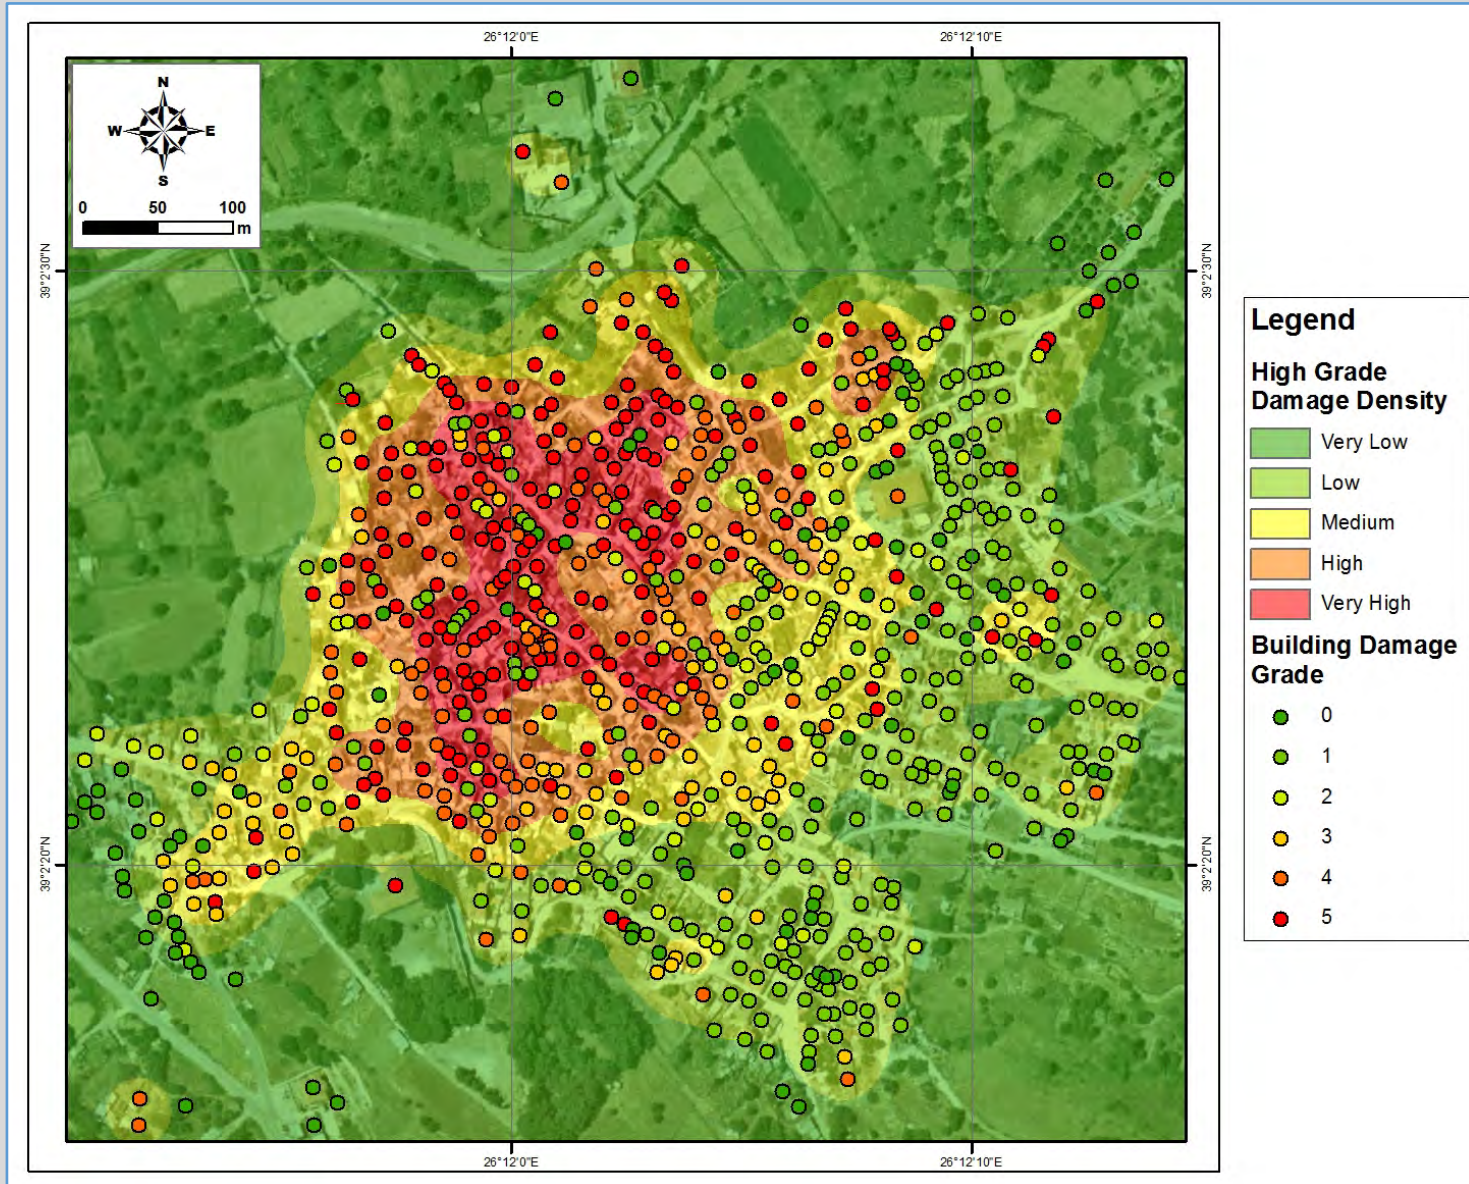 26°12'0"E
26°12'10"E
N
W
E
S
0
50
100
m
39°2'30"N
39°2'30"N
39°2'20"N
39°2'20"N
26°12'0"E
26°12'10"E
Legend
High Grade
Damage Density
Very Low
Low
Medium
High
Very High
Building Damage
Grade
0
1
2
3
4
5